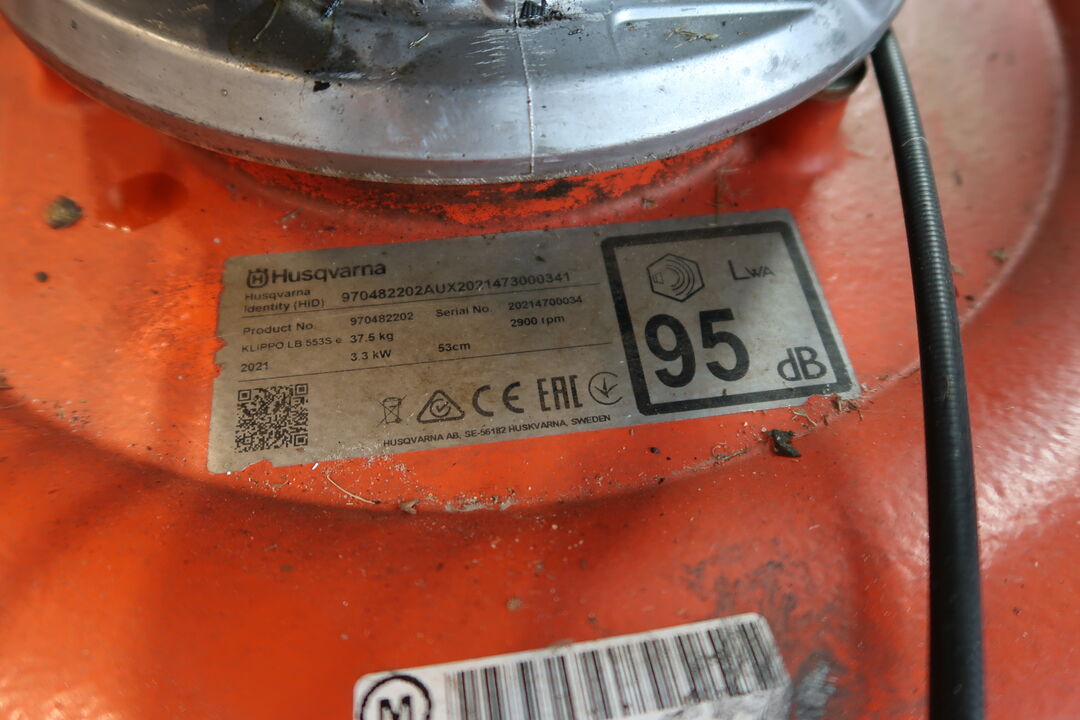 Husqvarna
Husqvarna
Identity (HID) 970482202AUX2021473000341
Product No. 970482202 Serial No. 20214700034
KLIPPO LB 553S e 37.5 kg 2900 rpm
2021 3.3 kW 53cm
CE EAC
HUSQVARNA AB, SE-56182 HUSKVARNA, SWEDEN
LWA
95
dB
M